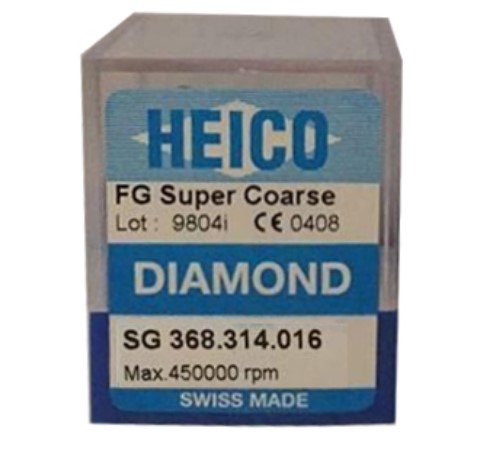 HEICO
FG Super Coarse
Lot : 9804i CE 0408
DIAMOND
SG 368.314.016
Max.450000 rpm
SWISS MADE